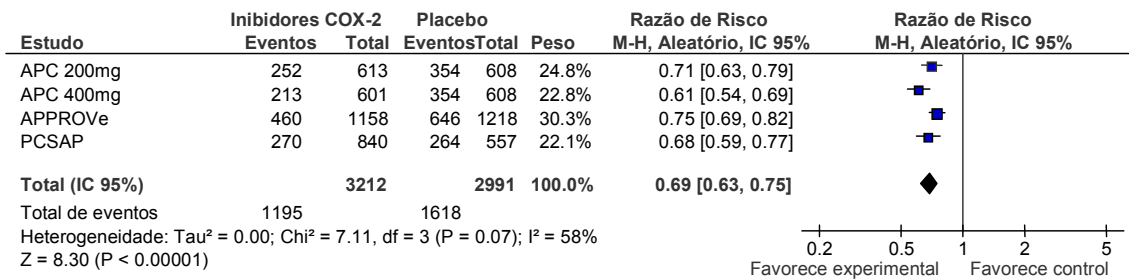 Inibidores COX-2 Placebo Razão de Risco Razão de Risco
Estudo Eventos Total Eventos Total Peso M-H, Aleatório, IC 95% M-H, Aleatório, IC 95%
APC 200mg 252 613 354 608 24.8% 0.71 [0.63, 0.79]
APC 400mg 213 601 354 608 22.8% 0.61 [0.54, 0.69]
APPROVe 460 1158 646 1218 30.3% 0.75 [0.69, 0.82]
PCSAP 270 840 264 557 22.1% 0.68 [0.59, 0.77]
Total (IC 95%) 3212 2991 100.0% 0.69 [0.63, 0.75]
Total de eventos 1195 1618
Heterogeneidade: Tau² = 0.00; Chi² = 7.11, df = 3 (P = 0.07); I² = 58%
Z = 8.30 (P < 0.00001)
0.2 0.5 1 2 5
Favorece experimental Favorece control